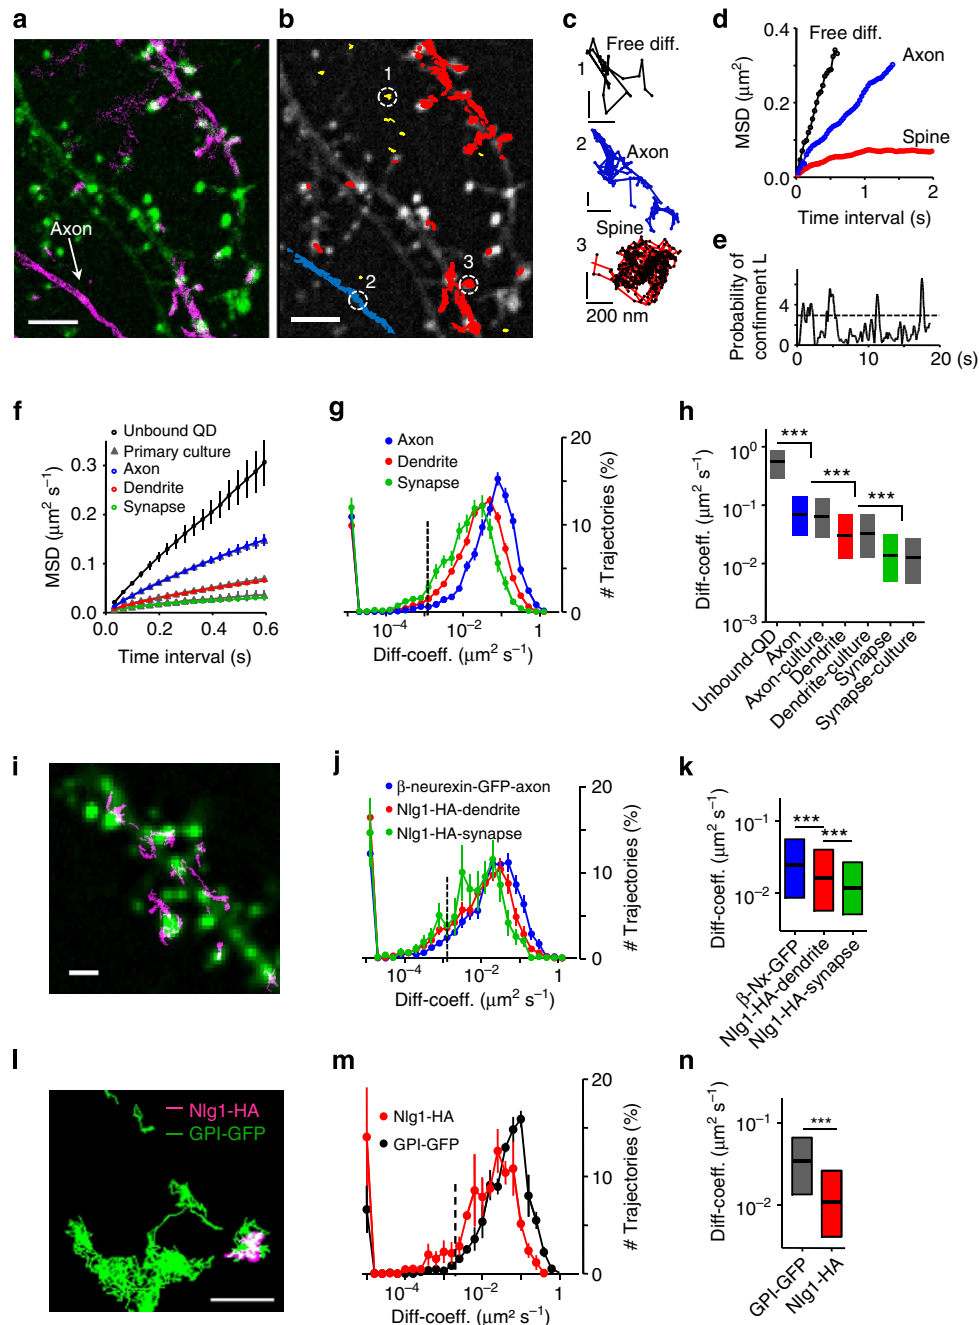 a
Axon
b
1
2
3
c
Free diff.
1
2
Axon
Spine
3
200 nm
d
MSD (μm²)
0.4
0.2
0.0
Free diff.
Axon
Spine
0
1
2
Time interval (s)
e
Probability of
confinment L
4
0
0
10
20 (s)
f
MSD (μm² s⁻¹)
Unbound QD
Primary culture
Axon
Dendrite
Synapse
0.3
0.2
0.1
0.0
0.0
0.2
0.4
0.6
Time interval (s)
g
Axon
Dendrite
Synapse
20
10
0
# Trajectories (%)
10⁻⁴
10⁻²
1
Diff-coeff. (μm² s⁻¹)
h
Diff-coeff. (μm² s⁻¹)
10⁰
10⁻¹
10⁻²
10⁻³
***
***
***
Unbound-QD
Axon
Axon-culture
Dendrite
Dendrite-culture
Synapse
Synapse-culture
i
j
β-neurexin-GFP-axon
Nlg1-HA-dendrite
Nlg1-HA-synapse
20
10
0
# Trajectories (%)
10⁻⁴
10⁻²
1
Diff-coeff. (μm² s⁻¹)
k
Diff-coeff. (μm² s⁻¹)
10⁻¹
10⁻²
***
***
β-Nx-GFP
Nlg1-HA-dendrite
Nlg1-HA-synapse
l
Nlg1-HA
GPI-GFP
m
Nlg1-HA
GPI-GFP
20
10
0
# Trajectories (%)
10⁻⁴
10⁻²
1
Diff-coeff. (μm² s⁻¹)
n
Diff-coeff. (μm² s⁻¹)
10⁻¹
10⁻²
***
GPI-GFP
Nlg1-HA